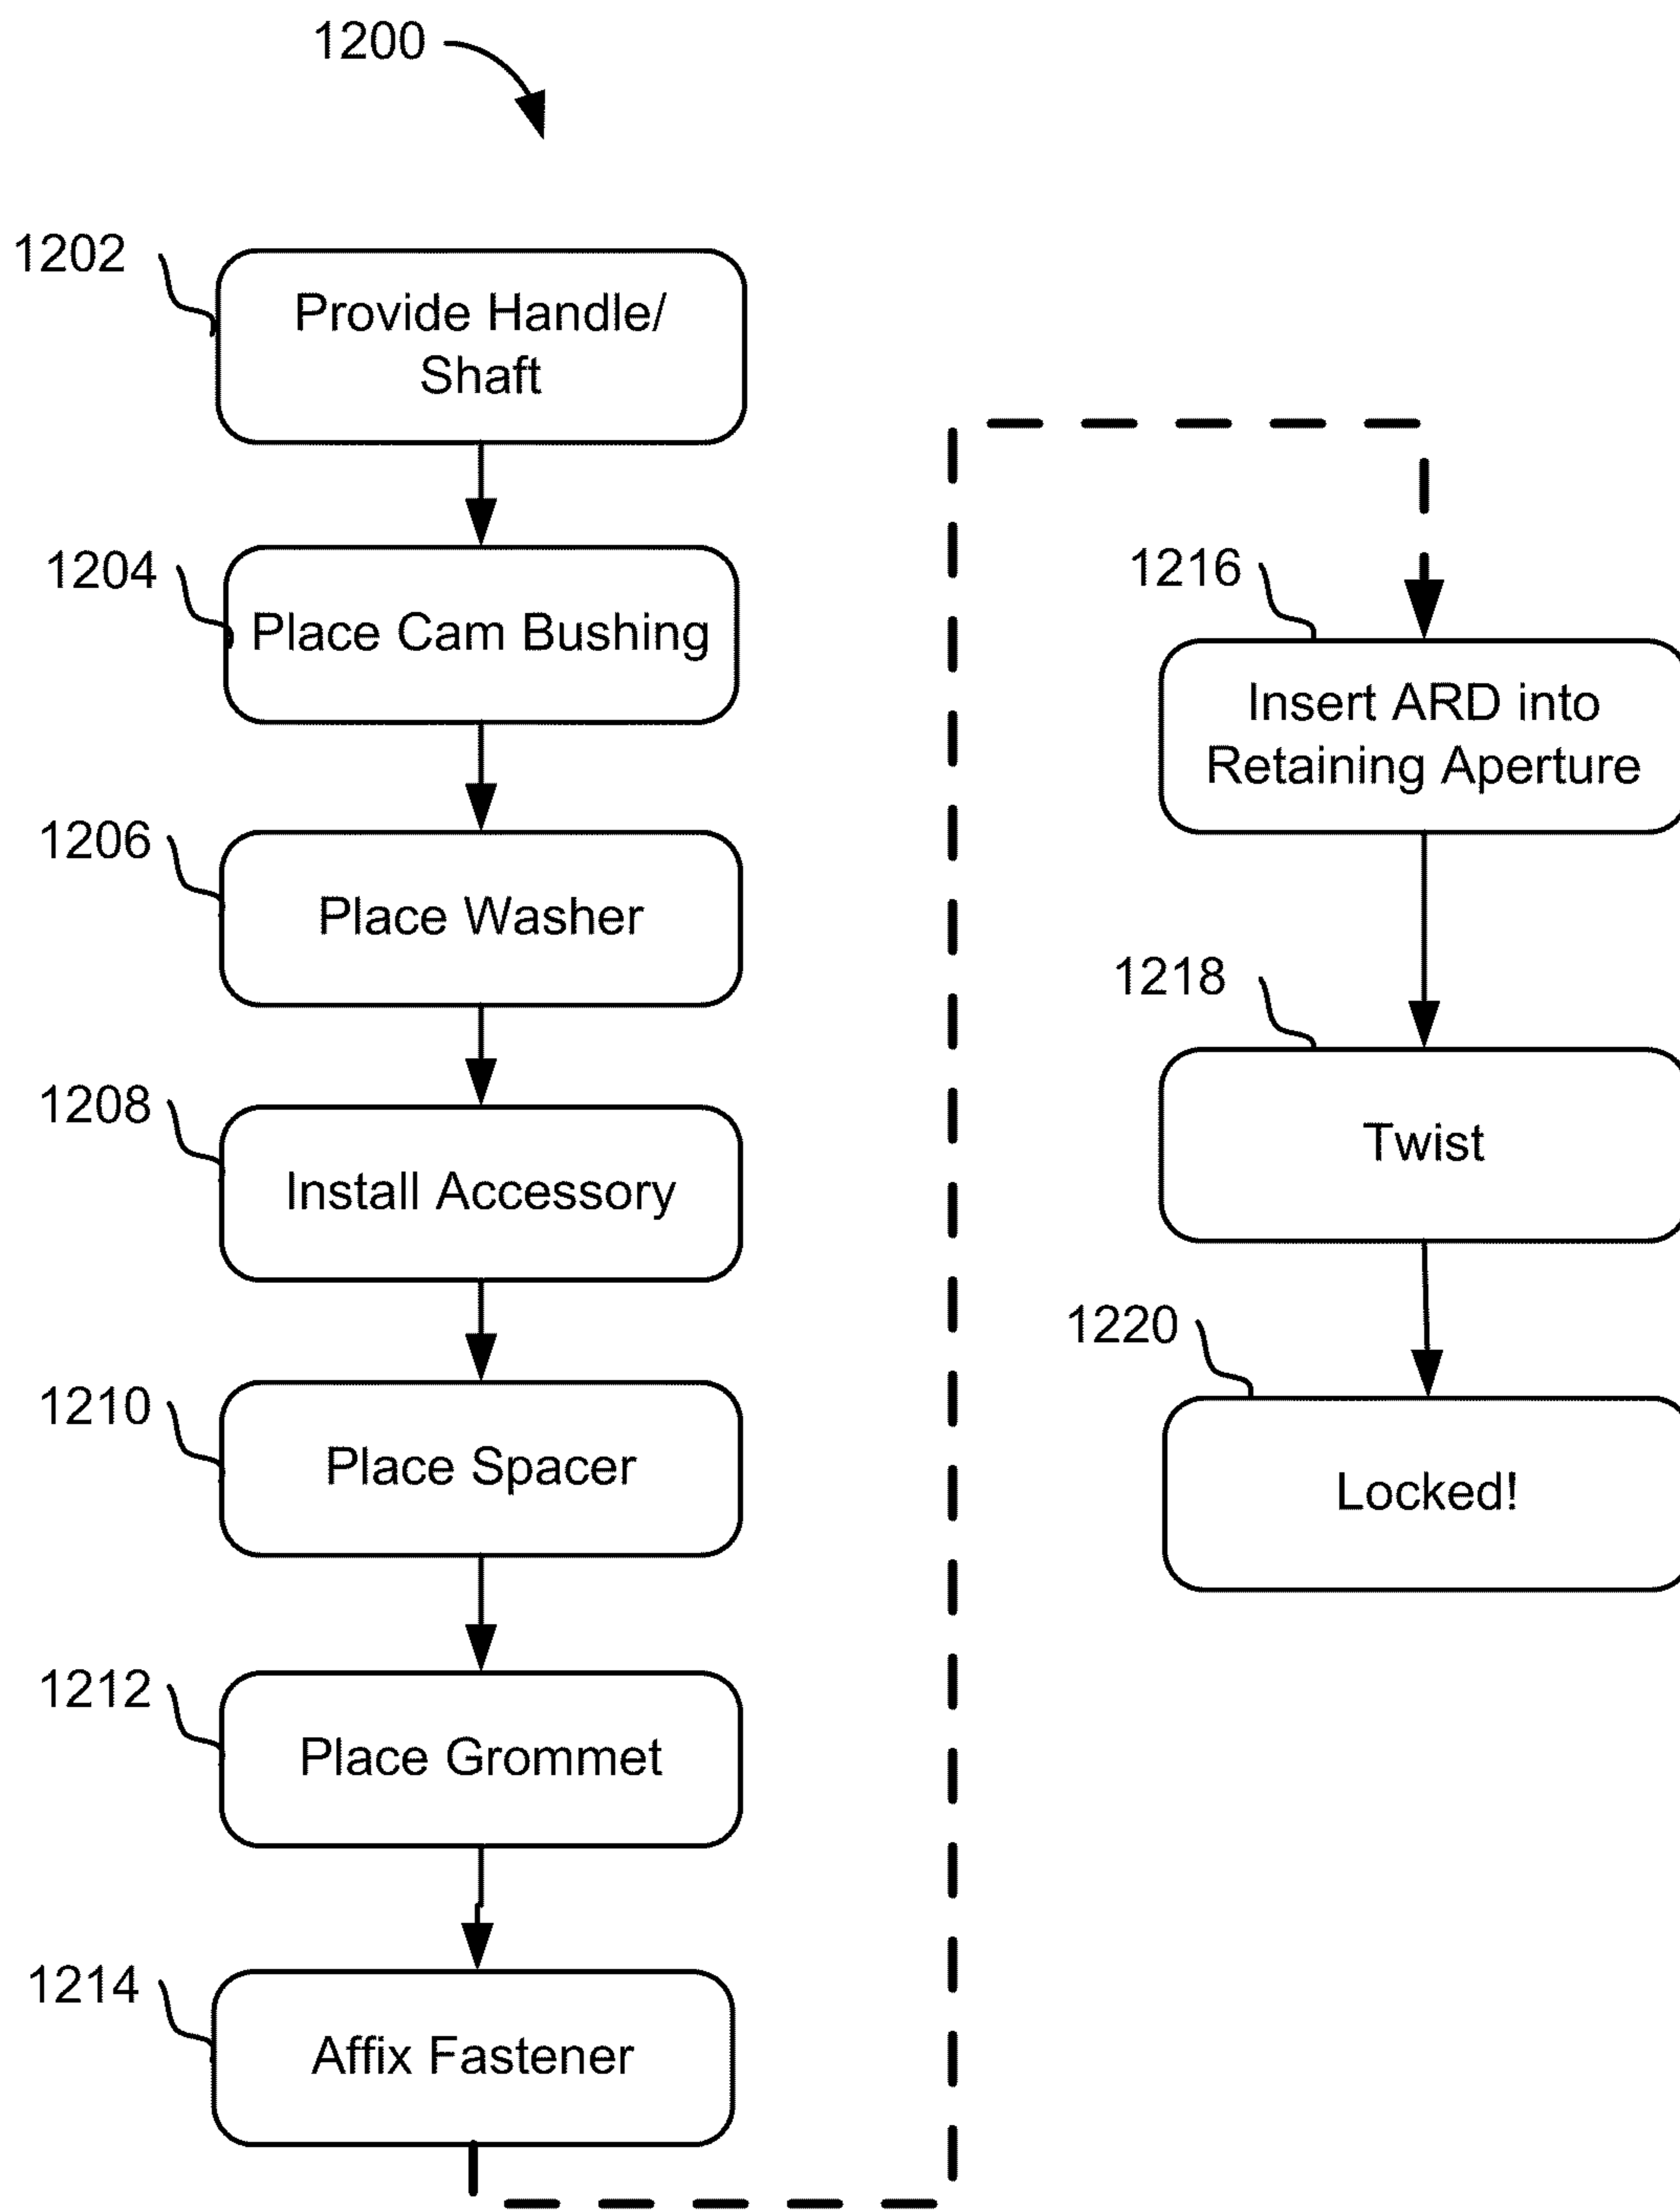 1200
1202
Provide Handle/
Shaft
1204
Place Cam Bushing
1206
Place Washer
1208
Install Accessory
1210
Place Spacer
1212
Place Grommet
1214
Affix Fastener
1216
Insert ARD into
Retaining Aperture
1218
Twist
1220
Locked!